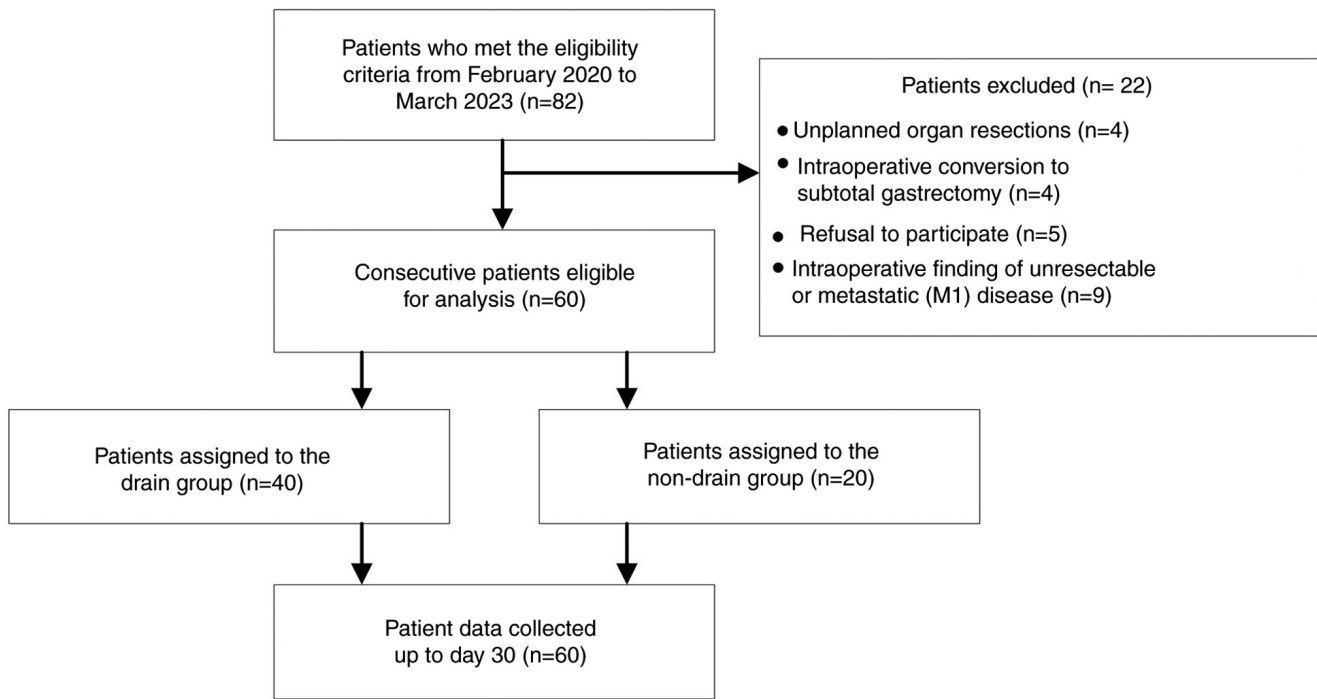 Patients who met the eligibility
criteria from February 2020 to
March 2023 (n=82)
Patients excluded (n= 22)
● Unplanned organ resections (n=4)
● Intraoperative conversion to
subtotal gastrectomy (n=4)
● Refusal to participate (n=5)
● Intraoperative finding of unresectable
or metastatic (M1) disease (n=9)
Consecutive patients eligible
for analysis (n=60)
Patients assigned to the
drain group (n=40)
Patients assigned to the
non-drain group (n=20)
Patient data collected
up to day 30 (n=60)